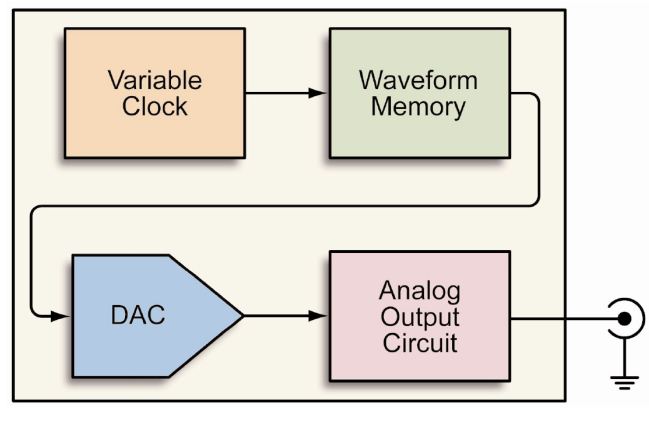 Variable
Clock
Waveform
Memory
DAC
Analog
Output
Circuit